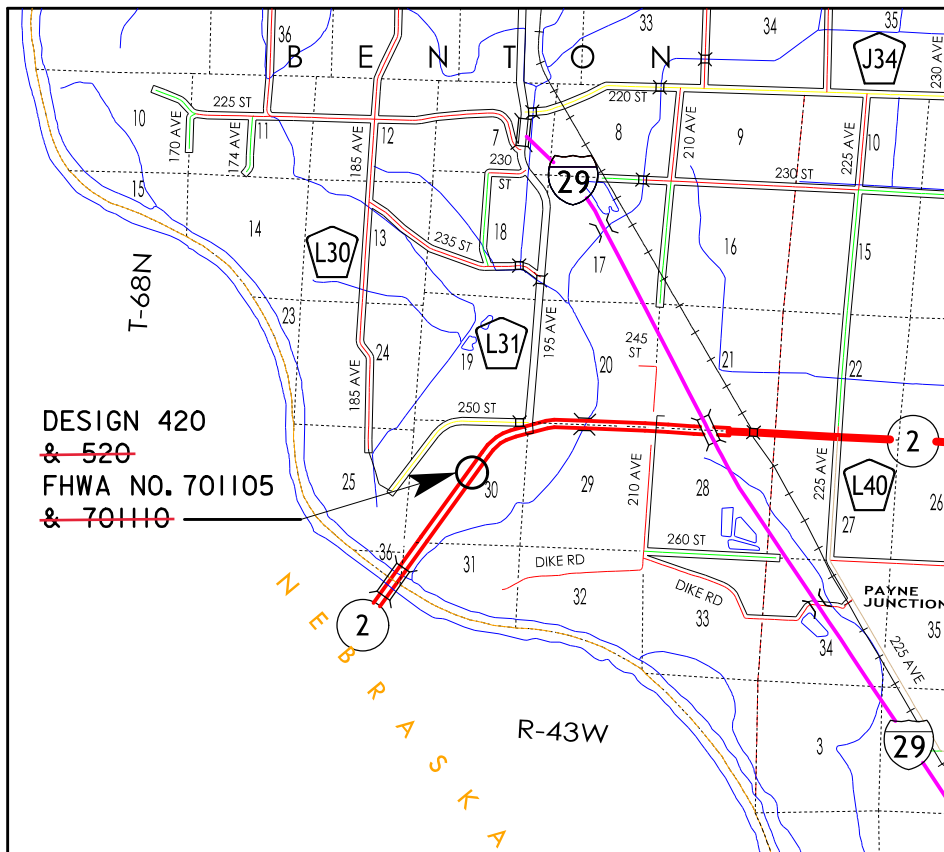 36
33
34
35
B E N T O N
J34
230 AVE
225 ST
220 ST
10
11
12
7
8
9
10
170 AVE
174 AVE
185 AVE
210 AVE
225 AVE
230
ST
29
230 ST
15
14
13
18
17
16
15
L30
235 ST
T-68N
23
24
19
L31
195 AVE
245
ST
20
21
22
185 AVE
250 ST
2
DESIGN 420
& 520
FHWA NO. 701105
& 701110
25
30
29
28
27
26
210 AVE
225 AVE
L40
36
31
32
33
34
35
260 ST
DIKE RD
DIKE RD
PAYNE
JUNCTION
225 AVE
2
N E B R A S K A
R-43W
3
29